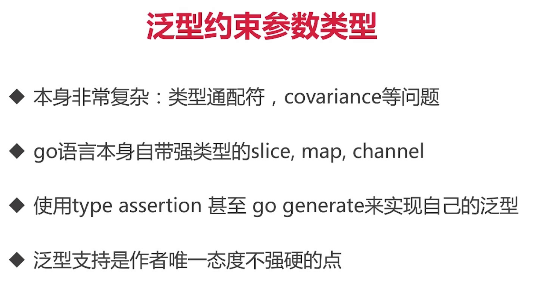 泛型约束参数类型
◆ 本身非常复杂：类型通配符，covariance等问题
◆ go语言本身自带强类型的slice, map, channel
◆ 使用type assertion 甚至 go generate来实现自己的泛型
◆ 泛型支持是作者唯一态度不强硬的点